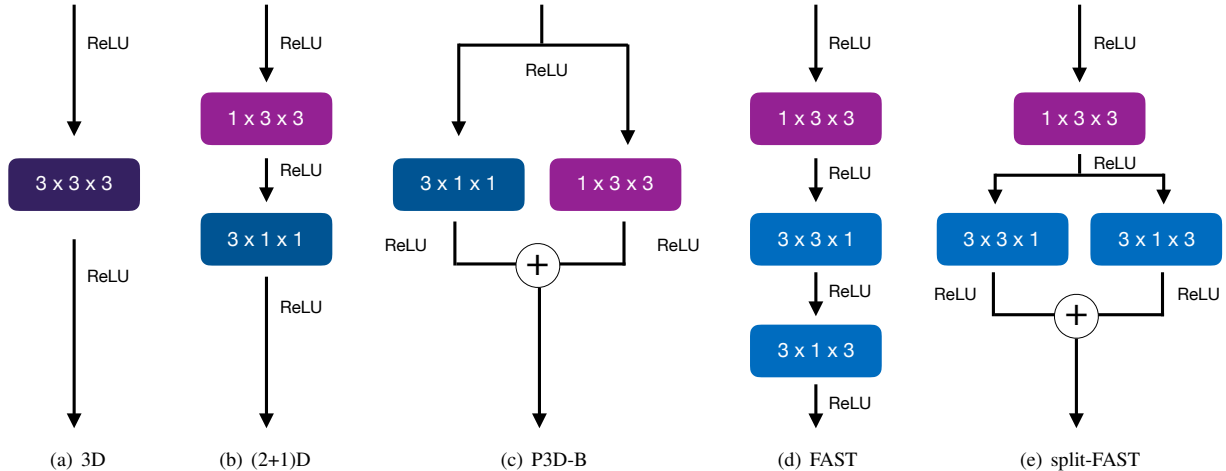 ReLU
3 x 3 x 3
ReLU
(a) 3D
ReLU
1 x 3 x 3
ReLU
3 x 1 x 1
ReLU
(b) (2+1)D
ReLU
3 x 1 x 1
1 x 3 x 3
ReLU
ReLU
+
(c) P3D-B
ReLU
1 x 3 x 3
ReLU
3 x 3 x 1
ReLU
3 x 1 x 3
ReLU
(d) FAST
ReLU
1 x 3 x 3
ReLU
3 x 3 x 1
3 x 1 x 3
ReLU
ReLU
+
(e) split-FAST